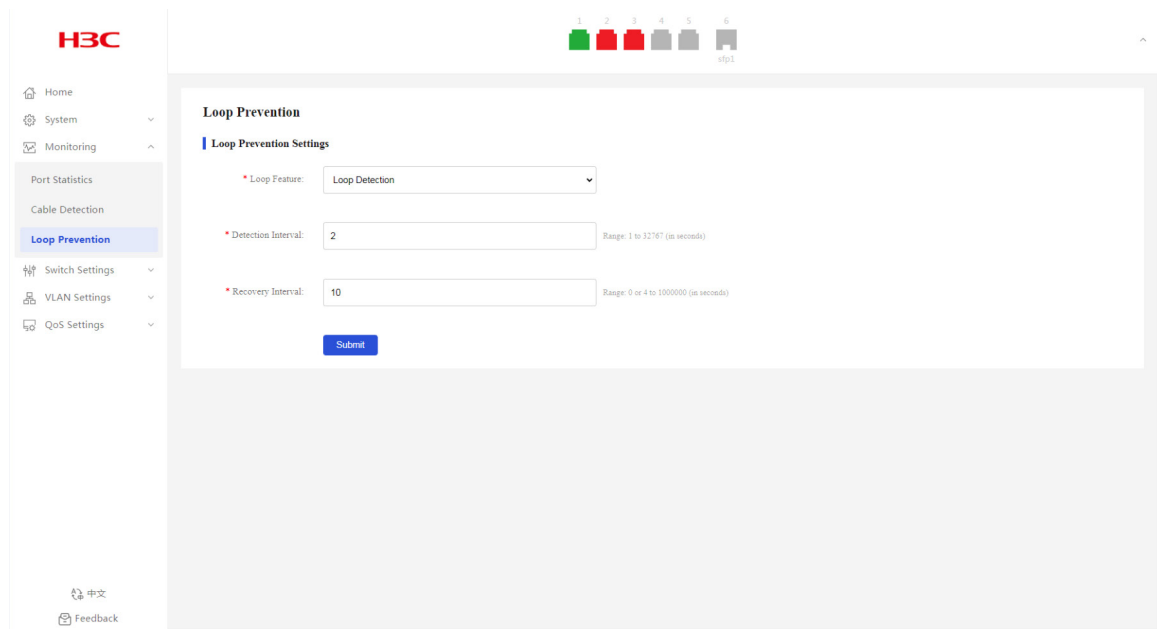 H3C
1 2 3 4 5 6
sfp1
Home
System
Monitoring
Port Statistics
Cable Detection
Loop Prevention
Switch Settings
VLAN Settings
QoS Settings
中文
Feedback
Loop Prevention
Loop Prevention Settings
* Loop Feature: Loop Detection
* Detection Interval: 2 Range: 1 to 32767 (in seconds)
* Recovery Interval: 10 Range: 0 or 4 to 1000000 (in seconds)
Submit